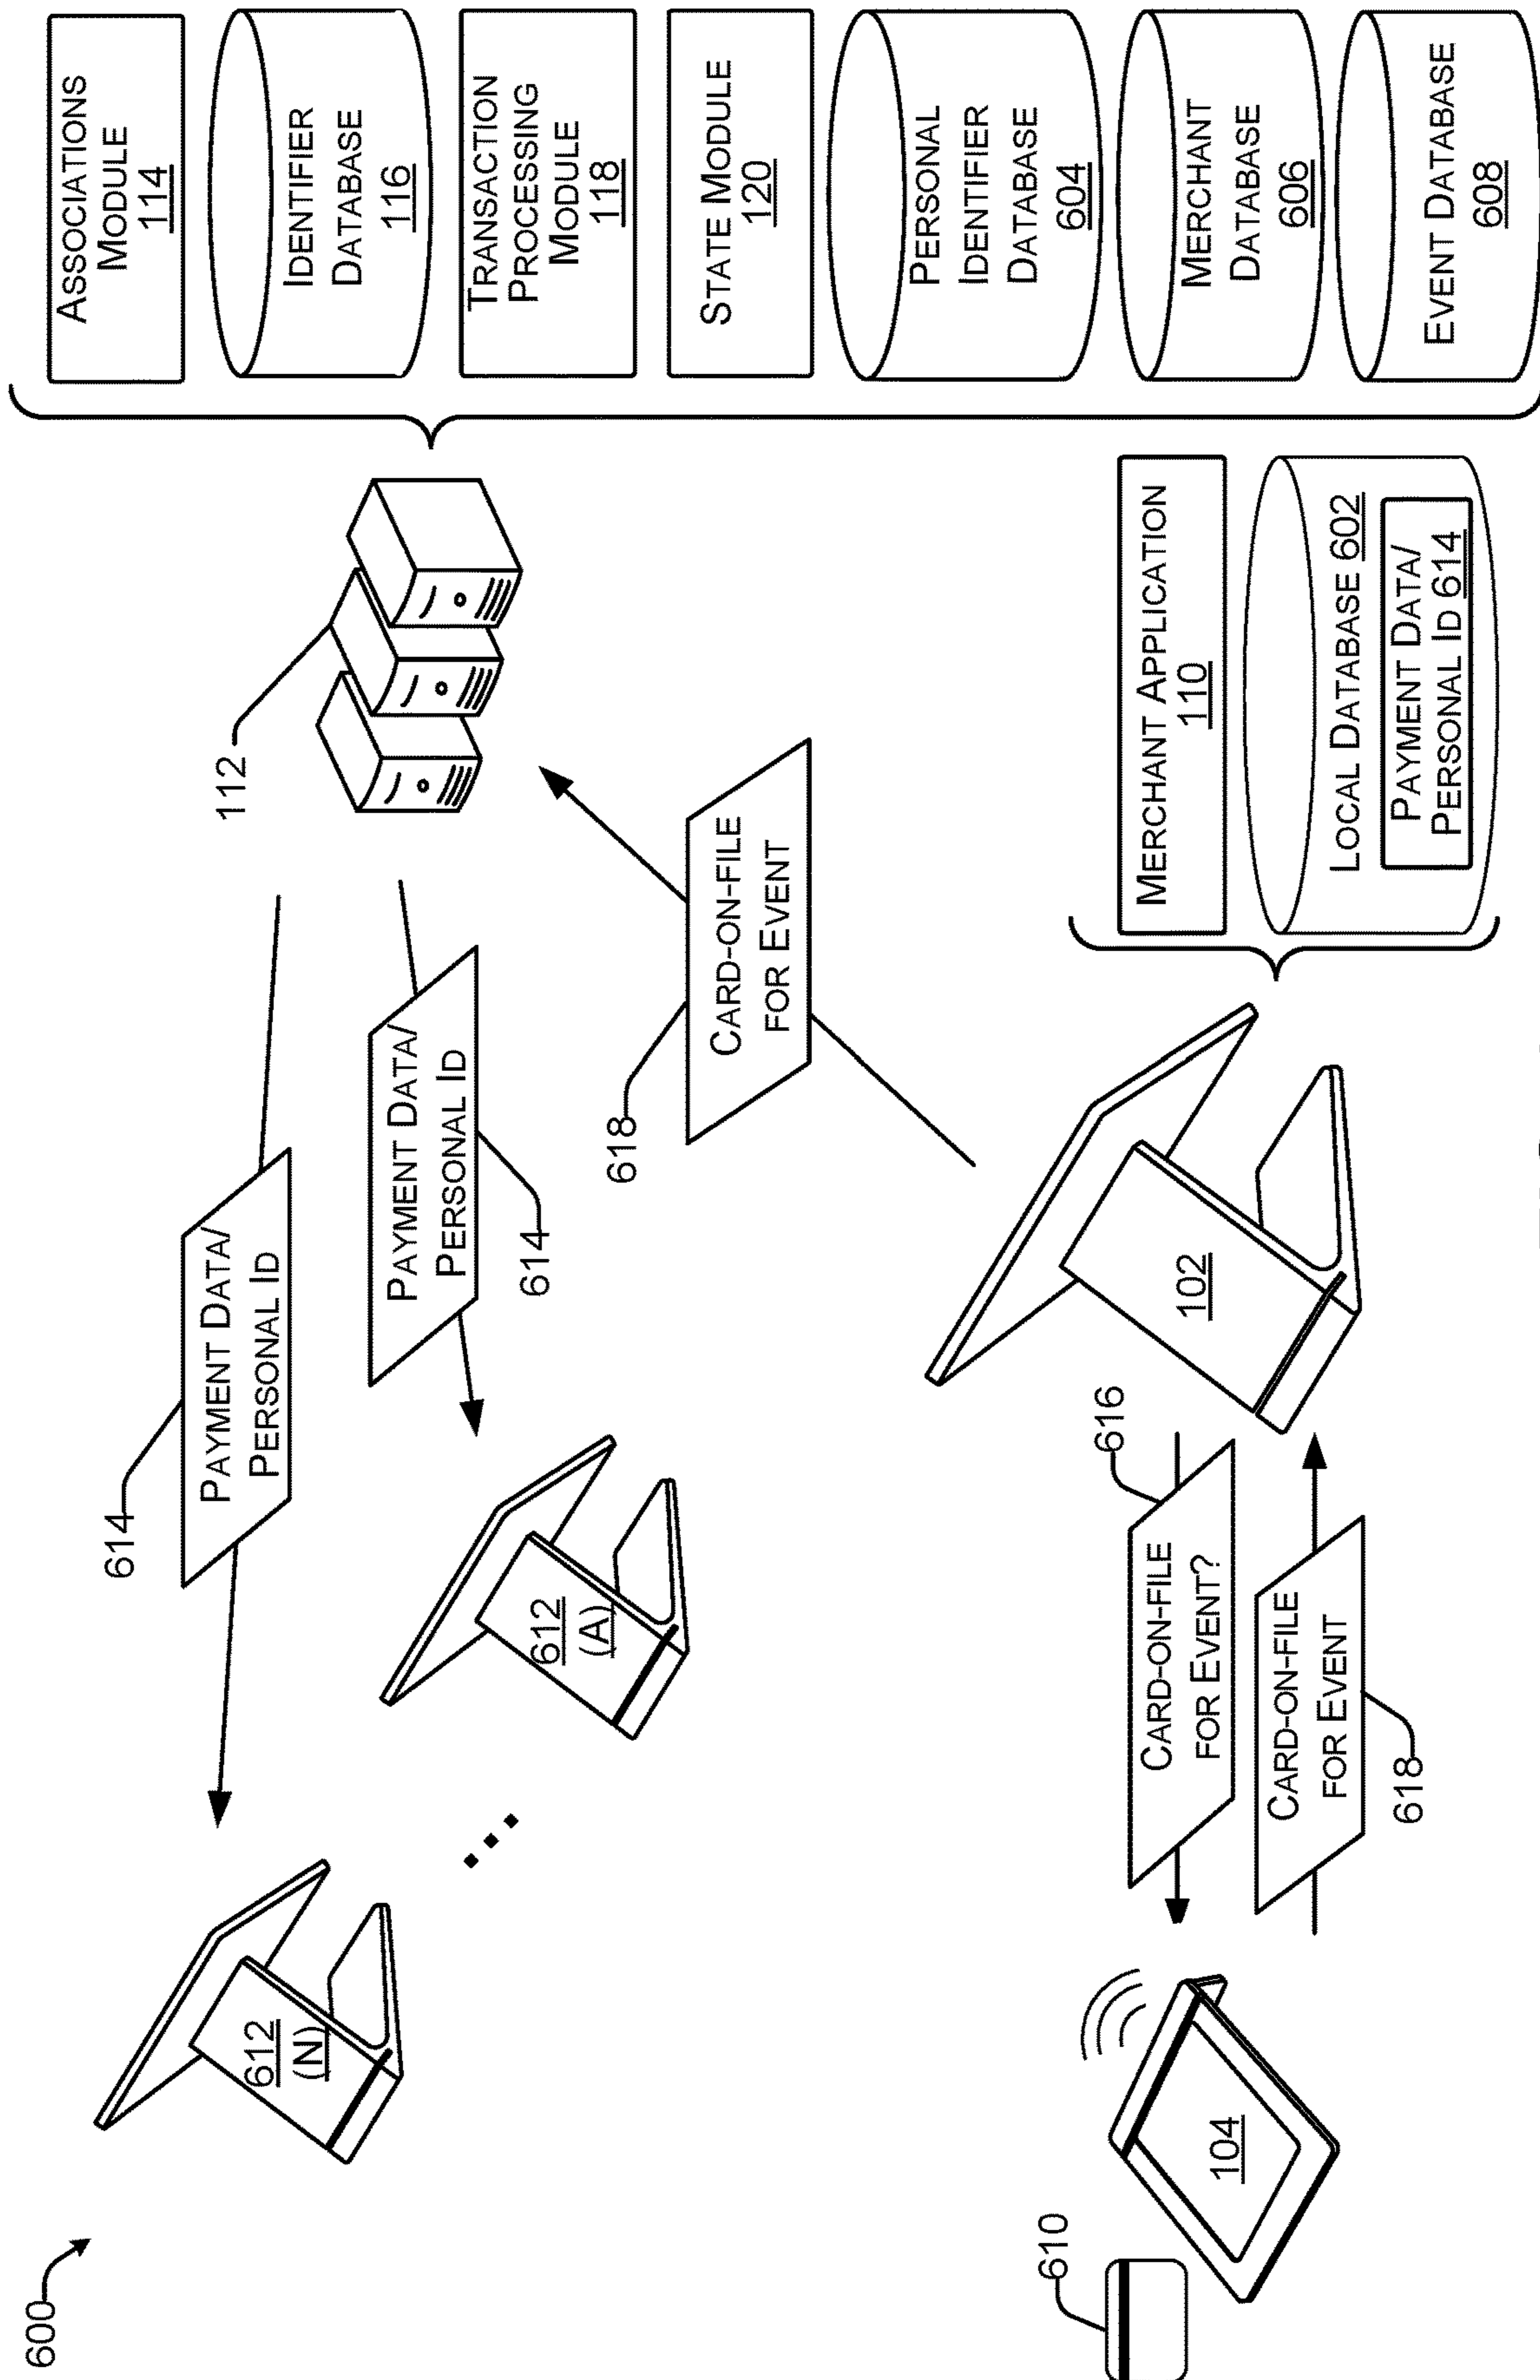 600
614
PAYMENT DATA/
PERSONAL ID
112
ASSOCIATIONS
MODULE
114
IDENTIFIER
DATABASE
116
612
(N)
PAYMENT DATA/
PERSONAL ID
614
TRANSACTION
PROCESSING
MODULE
118
612
(A)
618
CARD-ON-FILE
FOR EVENT
STATE MODULE
120
PERSONAL
IDENTIFIER
DATABASE
604
610
104
616
CARD-ON-FILE
FOR EVENT?
CARD-ON-FILE
FOR EVENT
618
102
MERCHANT APPLICATION
110
LOCAL DATABASE 602
PAYMENT DATA/
PERSONAL ID 614
MERCHANT
DATABASE
606
EVENT DATABASE
608